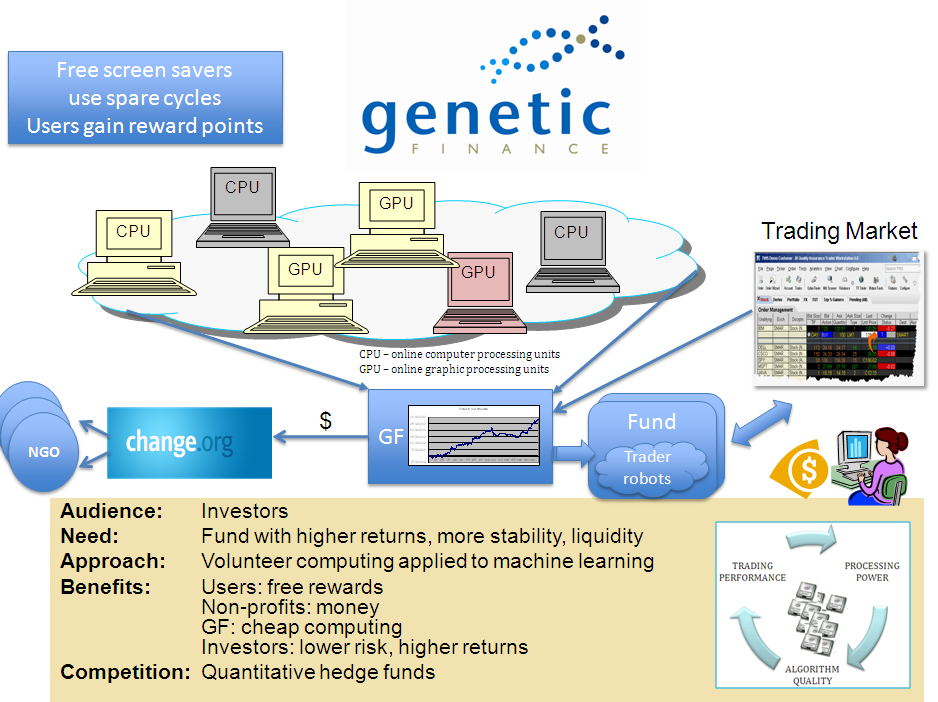 Free screen savers
use spare cycles
Users gain reward points
genetic
FINANCE
CPU
GPU
CPU
CPU
GPU
GPU
Trading Market
Order Management
CPU – online computer processing units
GPU – online graphic processing units
NGO
change.org
$
GF
Fund
Trader
robots
$
Audience: Investors
Need: Fund with higher returns, more stability, liquidity
Approach: Volunteer computing applied to machine learning
Benefits: Users: free rewards
Non-profits: money
GF: cheap computing
Investors: lower risk, higher returns
Competition: Quantitative hedge funds
TRADING
PERFORMANCE
PROCESSING
POWER
ALGORITHM
QUALITY